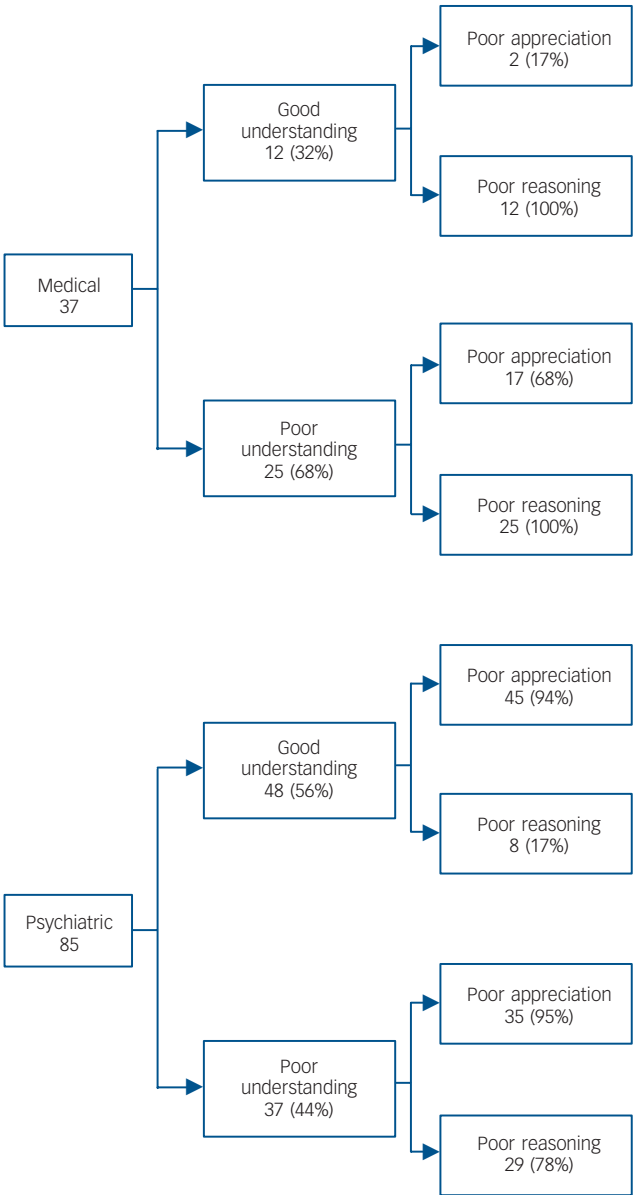 Poor appreciation
2 (17%)
Good
understanding
12 (32%)
Poor reasoning
12 (100%)
Medical
37
Poor appreciation
17 (68%)
Poor
understanding
25 (68%)
Poor reasoning
25 (100%)
Poor appreciation
45 (94%)
Good
understanding
48 (56%)
Poor reasoning
8 (17%)
Psychiatric
85
Poor appreciation
35 (95%)
Poor
understanding
37 (44%)
Poor reasoning
29 (78%)